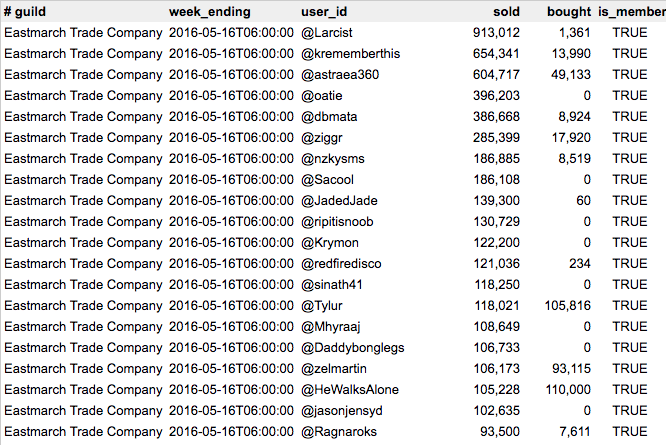 # guild week_ending user_id sold bought is_member
Eastmarch Trade Company 2016-05-16T06:00:00 @Larcist 913,012 1,361 TRUE
Eastmarch Trade Company 2016-05-16T06:00:00 @krememberthis 654,341 13,990 TRUE
Eastmarch Trade Company 2016-05-16T06:00:00 @astraea360 604,717 49,133 TRUE
Eastmarch Trade Company 2016-05-16T06:00:00 @oatie 396,203 0 TRUE
Eastmarch Trade Company 2016-05-16T06:00:00 @dbmata 386,668 8,924 TRUE
Eastmarch Trade Company 2016-05-16T06:00:00 @ziggr 285,399 17,920 TRUE
Eastmarch Trade Company 2016-05-16T06:00:00 @nzkysms 186,885 8,519 TRUE
Eastmarch Trade Company 2016-05-16T06:00:00 @Sacool 186,108 0 TRUE
Eastmarch Trade Company 2016-05-16T06:00:00 @JadedJade 139,300 60 TRUE
Eastmarch Trade Company 2016-05-16T06:00:00 @ripitisnoob 130,729 0 TRUE
Eastmarch Trade Company 2016-05-16T06:00:00 @Krymon 122,200 0 TRUE
Eastmarch Trade Company 2016-05-16T06:00:00 @redfiredisco 121,036 234 TRUE
Eastmarch Trade Company 2016-05-16T06:00:00 @sinath41 118,250 0 TRUE
Eastmarch Trade Company 2016-05-16T06:00:00 @Tylur 118,021 105,816 TRUE
Eastmarch Trade Company 2016-05-16T06:00:00 @Mhyraaj 108,649 0 TRUE
Eastmarch Trade Company 2016-05-16T06:00:00 @Daddybonglegs 106,733 0 TRUE
Eastmarch Trade Company 2016-05-16T06:00:00 @zelmartin 106,173 93,115 TRUE
Eastmarch Trade Company 2016-05-16T06:00:00 @HeWalksAlone 105,228 110,000 TRUE
Eastmarch Trade Company 2016-05-16T06:00:00 @jasonjensyd 102,635 0 TRUE
Eastmarch Trade Company 2016-05-16T06:00:00 @Ragnaroks 93,500 7,611 TRUE